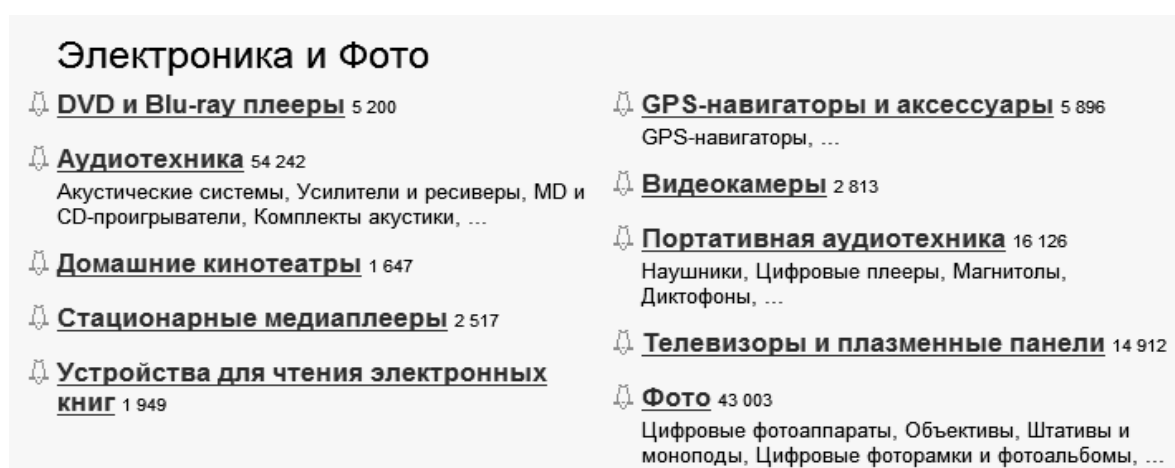 Электроника и Фото
DVD и Blu-ray плееры 5 200
Аудиотехника 54 242
Акустические системы, Усилители и ресиверы, MD и
CD-проигрыватели, Комплекты акустики, ...
Домашние кинотеатры 1 647
Стационарные медиаплееры 2 517
Устройства для чтения электронных
книг 1 949
GPS-навигаторы и аксессуары 5 896
GPS-навигаторы, ...
Видеокамеры 2 813
Портативная аудиотехника 16 126
Наушники, Цифровые плееры, Магнитолы,
Диктофоны, ...
Телевизоры и плазменные панели 14 912
Фото 43 003
Цифровые фотоаппараты, Объективы, Штативы и
моноподы, Цифровые фоторамки и фотоальбомы, ...